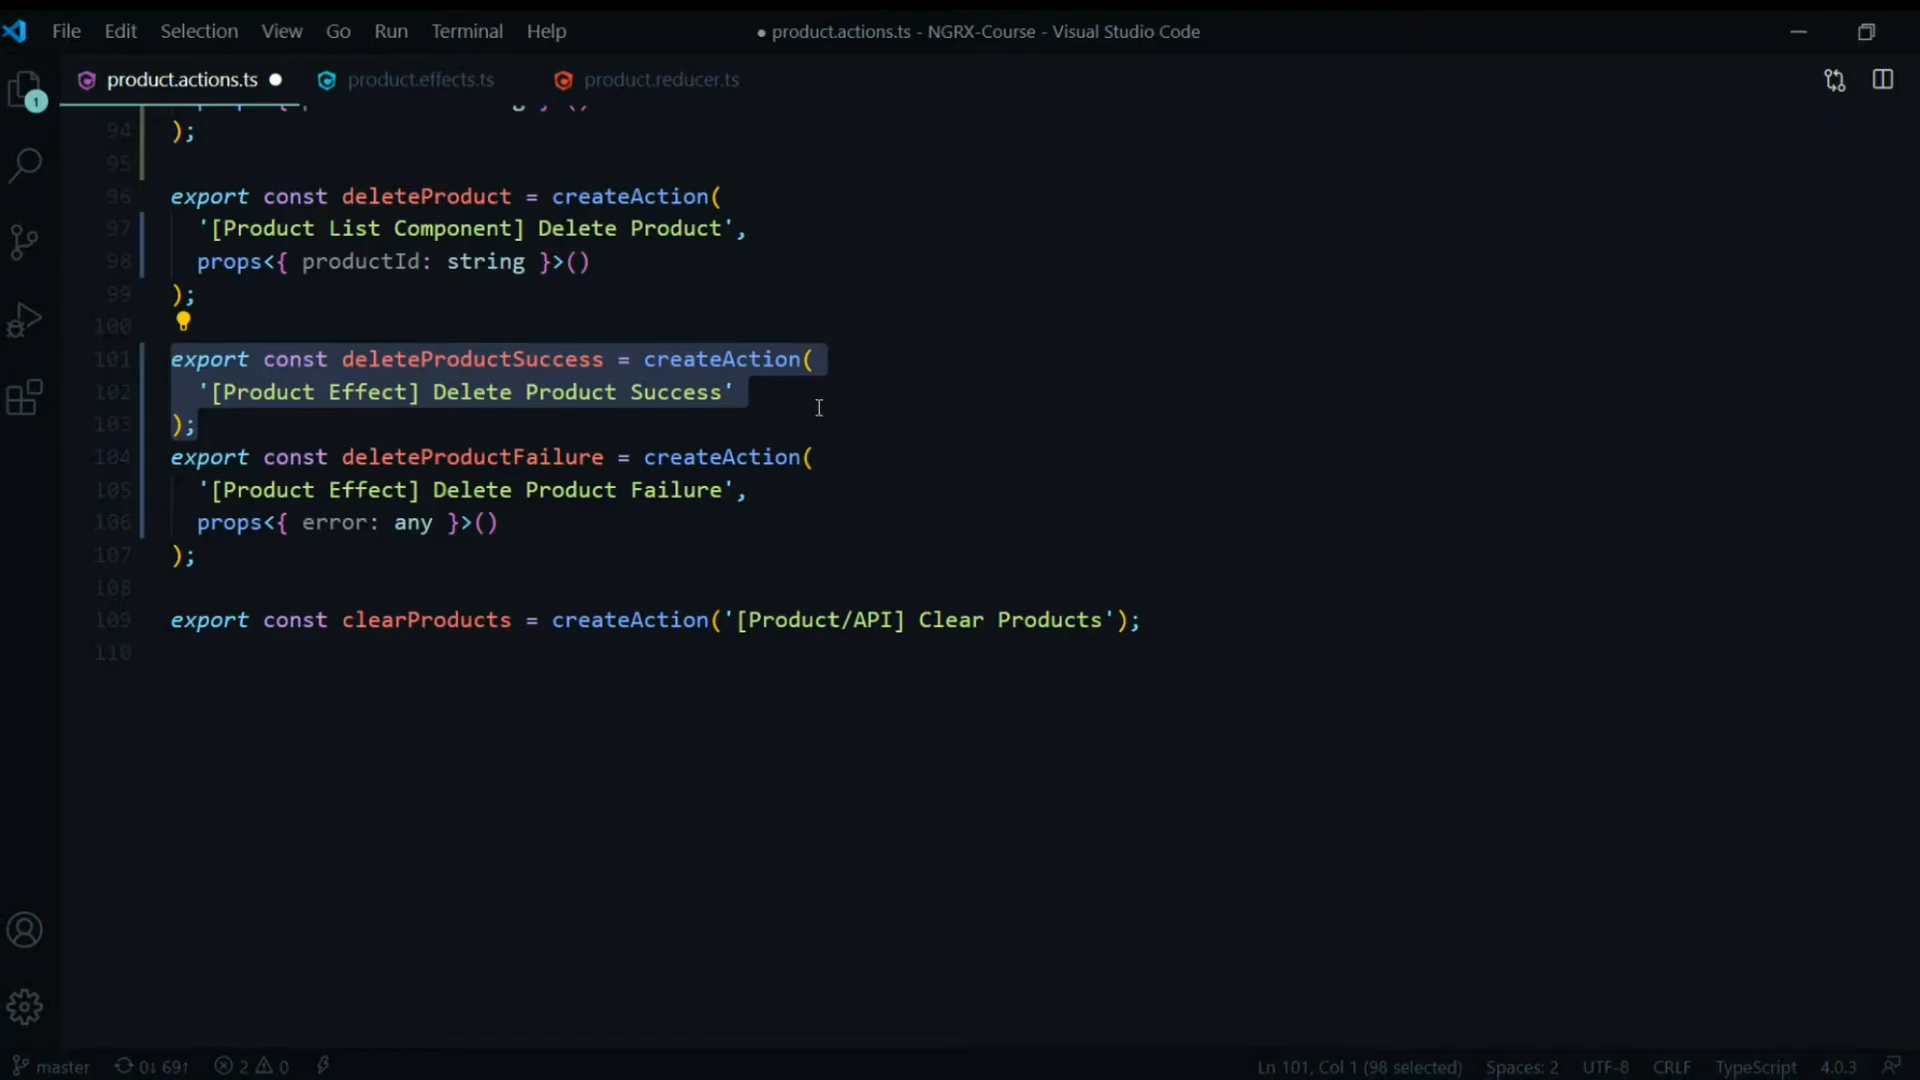 File Edit Selection View Go Run Terminal Help
● product.actions.ts - NGRX-Course - Visual Studio Code
product.actions.ts ● product.effects.ts product.reducer.ts
1
94 );
95
96 export const deleteProduct = createAction(
97 '[Product List Component] Delete Product',
98 props<{ productId: string }>()
99 );
100
101 export const deleteProductSuccess = createAction(
102 '[Product Effect] Delete Product Success'
103 );
104 export const deleteProductFailure = createAction(
105 '[Product Effect] Delete Product Failure',
106 props<{ error: any }>()
107 );
108
109 export const clearProducts = createAction('[Product/API] Clear Products');
110
master 0↓ 69↑ 2 0 Ln 101, Col 1 (98 selected) Spaces: 2 UTF-8 CRLF TypeScript 4.0.3